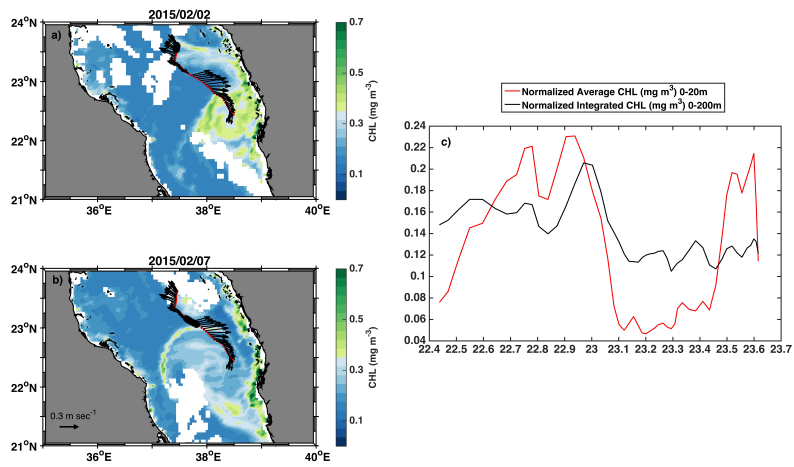 2015/02/02
24°N
23°N
22°N
21°N
a)
36°E
38°E
40°E
0.7
0.5
0.3
0.1
CHL (mg m-3)
2015/02/07
24°N
23°N
22°N
21°N
b)
0.3 m sec-1
36°E
38°E
40°E
0.7
0.5
0.3
0.1
CHL (mg m-3)
Normalized Average CHL (mg m3) 0-20m
Normalized Integrated CHL (mg m3) 0-200m
c)
0.24
0.22
0.2
0.18
0.16
0.14
0.12
0.1
0.08
0.06
0.04
22.4 22.5 22.6 22.7 22.8 22.9 23 23.1 23.2 23.3 23.4 23.5 23.6 23.7